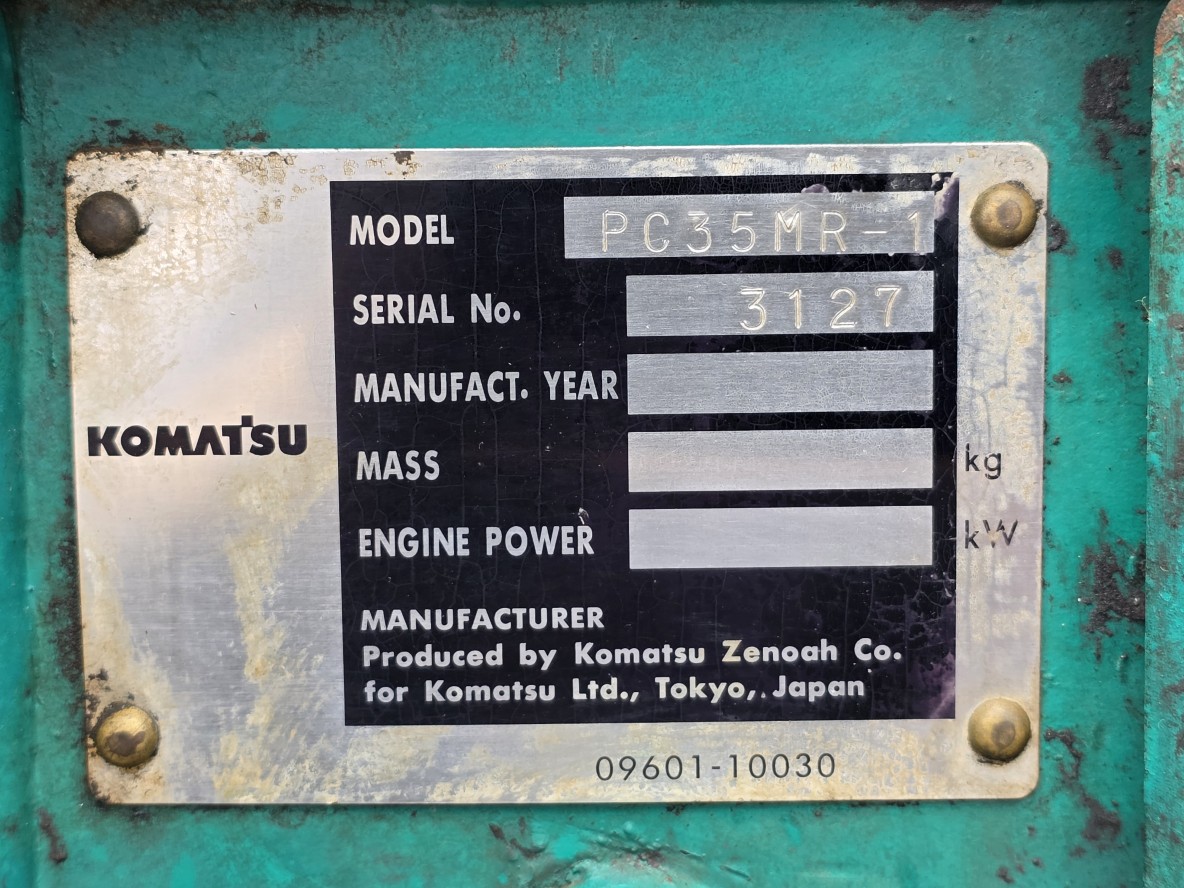 KOMATSU
MODEL PC35MR-1
SERIAL No. 3127
MANUFACT. YEAR
MASS kg
ENGINE POWER kW
MANUFACTURER
Produced by Komatsu Zenoah Co.
for Komatsu Ltd., Tokyo, Japan
09601-10030